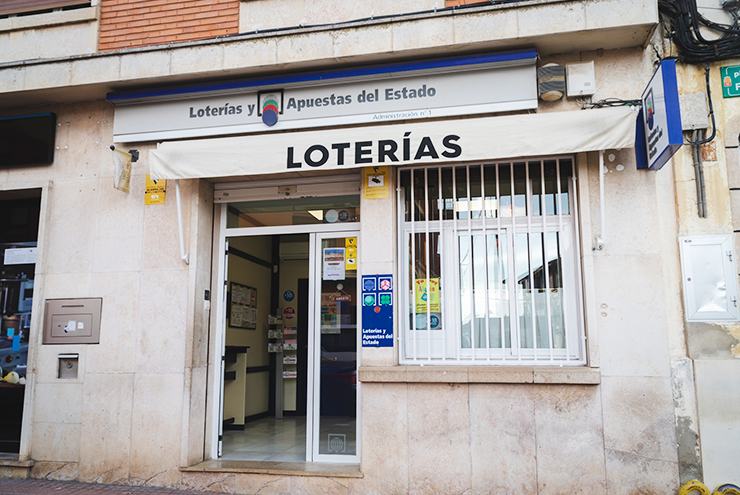 Loterías y Apuestas del Estado
Administración nº 1
LOTERÍAS
Loterías y
Apuestas del
Estado